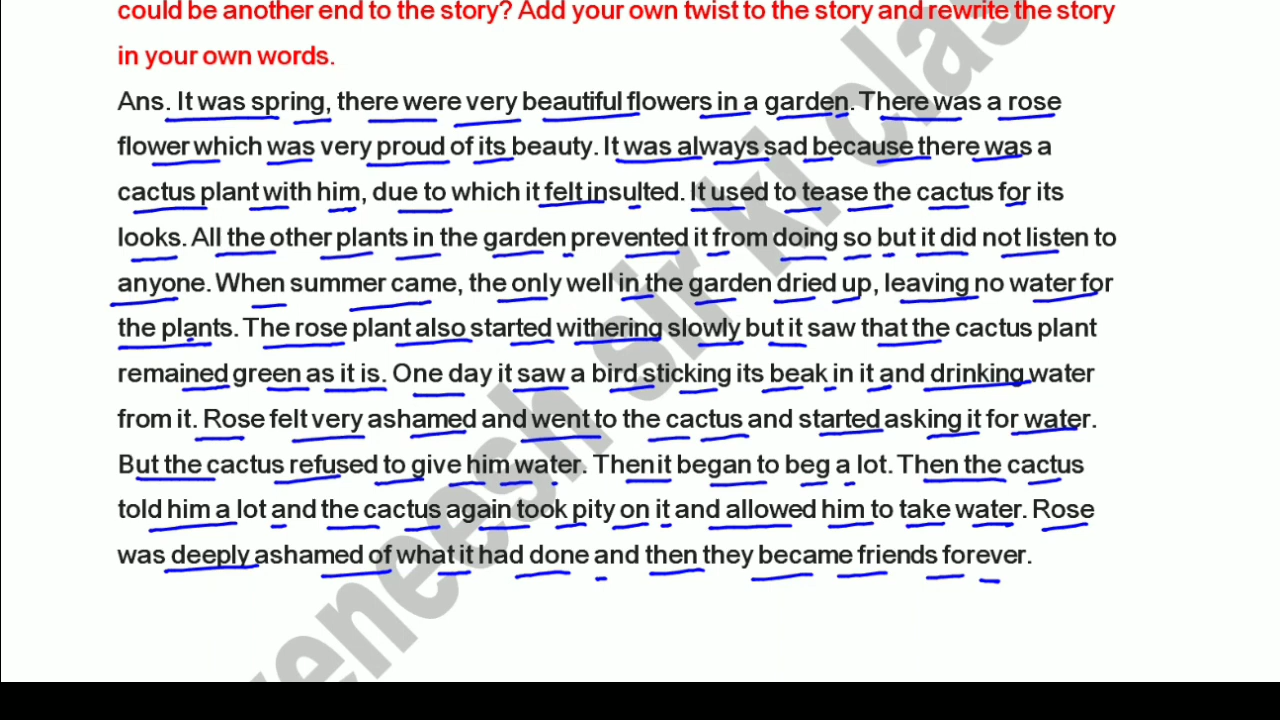 could be another end to the story? Add your own twist to the story and rewrite the story
in your own words.
Ans. It was spring, there were very beautiful flowers in a garden. There was a rose
flower which was very proud of its beauty. It was always sad because there was a
cactus plant with him, due to which it felt insulted. It used to tease the cactus for its
looks. All the other plants in the garden prevented it from doing so but it did not listen to
anyone. When summer came, the only well in the garden dried up, leaving no water for
the plants. The rose plant also started withering slowly but it saw that the cactus plant
remained green as it is. One day it saw a bird sticking its beak in it and drinking water
from it. Rose felt very ashamed and went to the cactus and started asking it for water.
But the cactus refused to give him water. Then it began to beg a lot. Then the cactus
told him a lot and the cactus again took pity on it and allowed him to take water. Rose
was deeply ashamed of what it had done and then they became friends forever.
reneesh sir ki clas